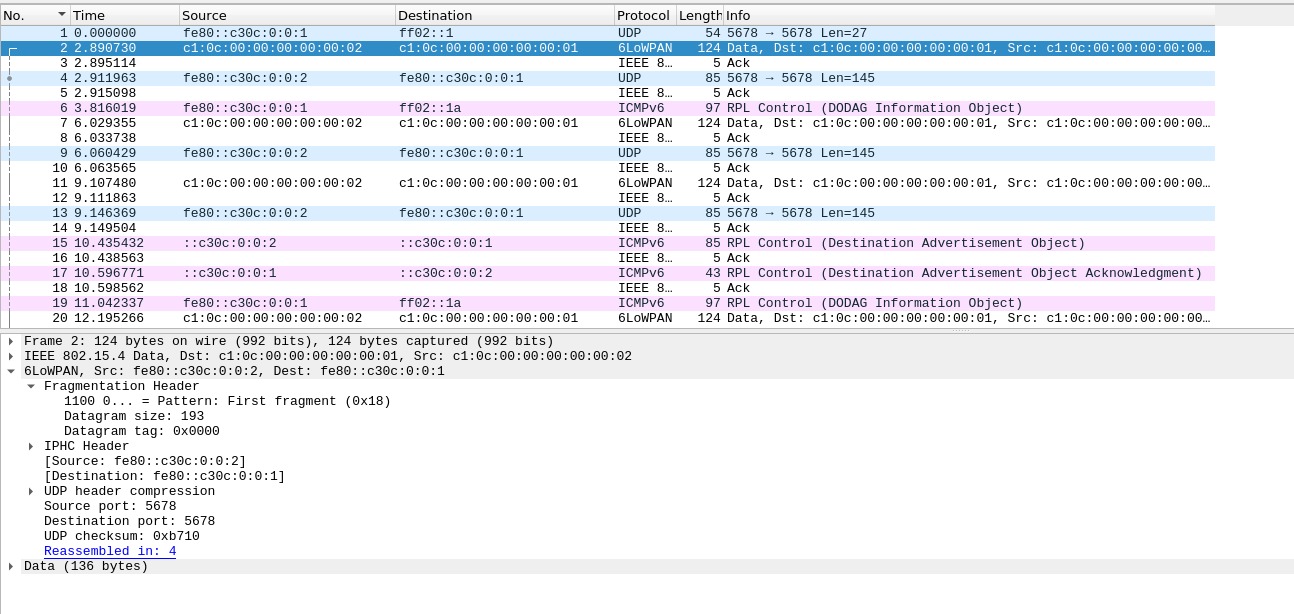 No. Time Source Destination Protocol Length Info
1 0.000000 fe80::c30c:0:0:1 ff02::1 UDP 54 5678 → 5678 Len=27
2 2.890730 c1:0c:00:00:00:00:00:02 c1:0c:00:00:00:00:00:01 6LoWPAN 124 Data, Dst: c1:0c:00:00:00:00:00:01, Src: c1:0c:00:00:00:00:00…
3 2.895114 IEEE 8… 5 Ack
4 2.911963 fe80::c30c:0:0:2 fe80::c30c:0:0:1 UDP 85 5678 → 5678 Len=145
5 2.915098 IEEE 8… 5 Ack
6 3.816019 fe80::c30c:0:0:1 ff02::1a ICMPv6 97 RPL Control (DODAG Information Object)
7 6.029355 c1:0c:00:00:00:00:00:02 c1:0c:00:00:00:00:00:01 6LoWPAN 124 Data, Dst: c1:0c:00:00:00:00:00:01, Src: c1:0c:00:00:00:00:00…
8 6.033738 IEEE 8… 5 Ack
9 6.060429 fe80::c30c:0:0:2 fe80::c30c:0:0:1 UDP 85 5678 → 5678 Len=145
10 6.063565 IEEE 8… 5 Ack
11 9.107480 c1:0c:00:00:00:00:00:02 c1:0c:00:00:00:00:00:01 6LoWPAN 124 Data, Dst: c1:0c:00:00:00:00:00:01, Src: c1:0c:00:00:00:00:00…
12 9.111863 IEEE 8… 5 Ack
13 9.146369 fe80::c30c:0:0:2 fe80::c30c:0:0:1 UDP 85 5678 → 5678 Len=145
14 9.149504 IEEE 8… 5 Ack
15 10.435432 ::c30c:0:0:2 ::c30c:0:0:1 ICMPv6 85 RPL Control (Destination Advertisement Object)
16 10.438563 IEEE 8… 5 Ack
17 10.596771 ::c30c:0:0:1 ::c30c:0:0:2 ICMPv6 43 RPL Control (Destination Advertisement Object Acknowledgment)
18 10.598562 IEEE 8… 5 Ack
19 11.042337 fe80::c30c:0:0:1 ff02::1a ICMPv6 97 RPL Control (DODAG Information Object)
20 12.195266 c1:0c:00:00:00:00:00:02 c1:0c:00:00:00:00:00:01 6LoWPAN 124 Data, Dst: c1:0c:00:00:00:00:00:01, Src: c1:0c:00:00:00:00:00…
Frame 2: 124 bytes on wire (992 bits), 124 bytes captured (992 bits)
IEEE 802.15.4 Data, Dst: c1:0c:00:00:00:00:00:01, Src: c1:0c:00:00:00:00:00:02
6LoWPAN, Src: fe80::c30c:0:0:2, Dest: fe80::c30c:0:0:1
Fragmentation Header
1100 0... = Pattern: First fragment (0x18)
Datagram size: 193
Datagram tag: 0x0000
IPHC Header
[Source: fe80::c30c:0:0:2]
[Destination: fe80::c30c:0:0:1]
UDP header compression
Source port: 5678
Destination port: 5678
UDP checksum: 0xb710
Reassembled in: 4
Data (136 bytes)